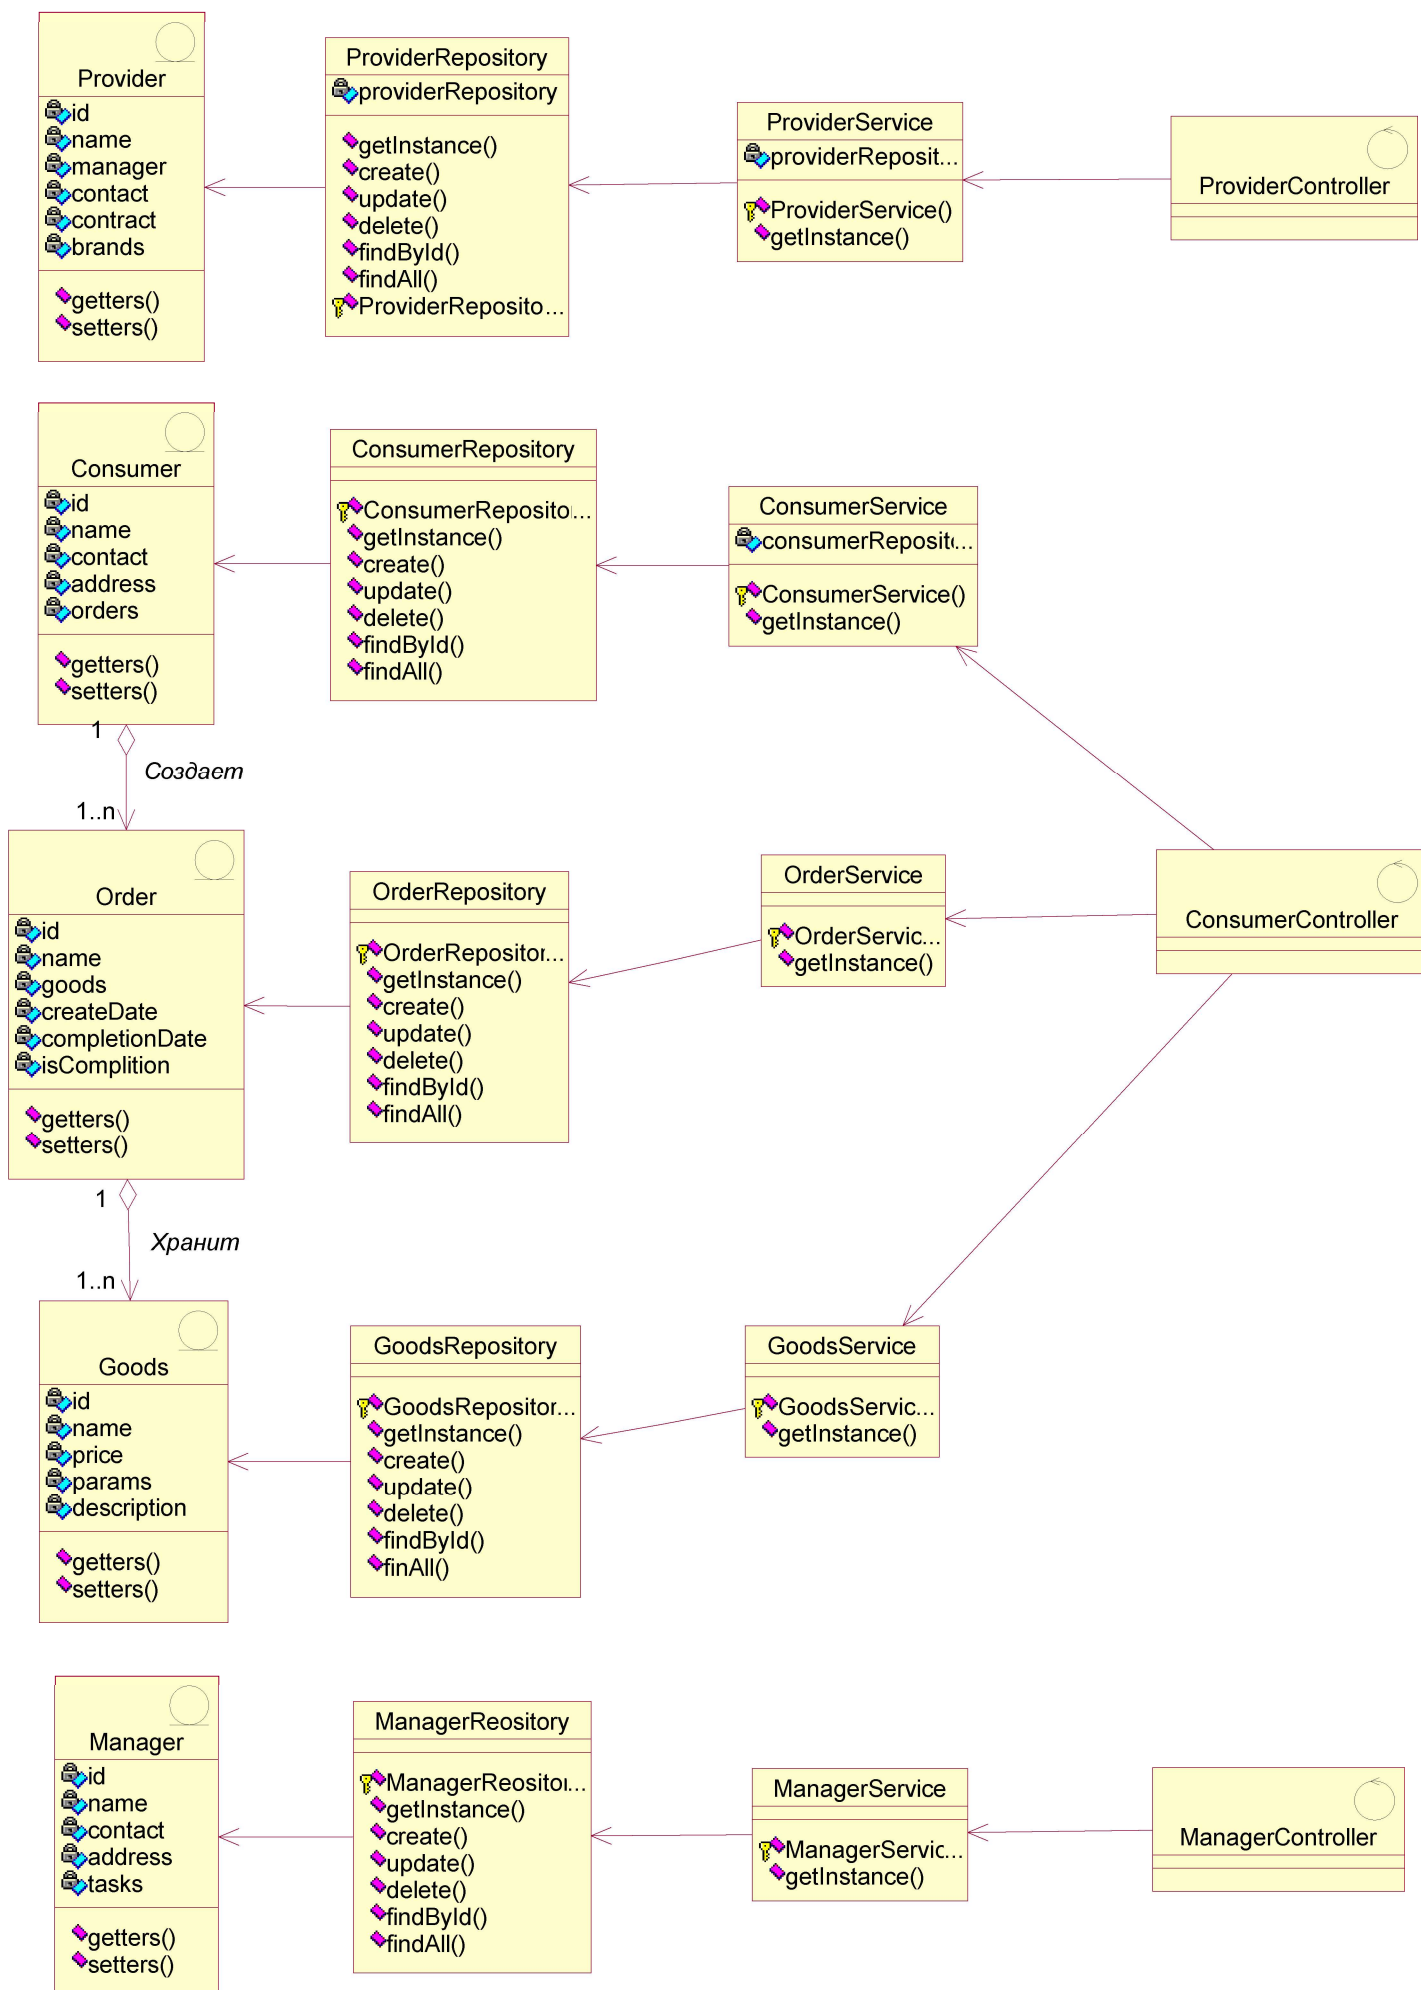 Provider
id
name
manager
contact
contract
brands
getters()
setters()
ProviderRepository
providerRepository
getInstance()
create()
update()
delete()
findById()
findAll()
ProviderReposito...
ProviderService
providerReposit...
ProviderService()
getInstance()
ProviderController
Consumer
id
name
contact
address
orders
getters()
setters()
ConsumerRepository
ConsumerReposito...
getInstance()
create()
update()
delete()
findById()
findAll()
ConsumerService
consumerReposit...
ConsumerService()
getInstance()
1
Создает
1..n
Order
id
name
goods
createDate
completionDate
isComplition
getters()
setters()
OrderRepository
OrderRepositor...
getInstance()
create()
update()
delete()
findById()
findAll()
OrderService
OrderServic...
getInstance()
ConsumerController
1
Хранит
1..n
Goods
id
name
price
params
description
getters()
setters()
GoodsRepository
GoodsRepositor...
getInstance()
create()
update()
delete()
findById()
finAll()
GoodsService
GoodsServic...
getInstance()
Manager
id
name
contact
address
tasks
getters()
setters()
ManagerReository
ManagerReositor...
getInstance()
create()
update()
delete()
findById()
findAll()
ManagerService
ManagerServic...
getInstance()
ManagerController